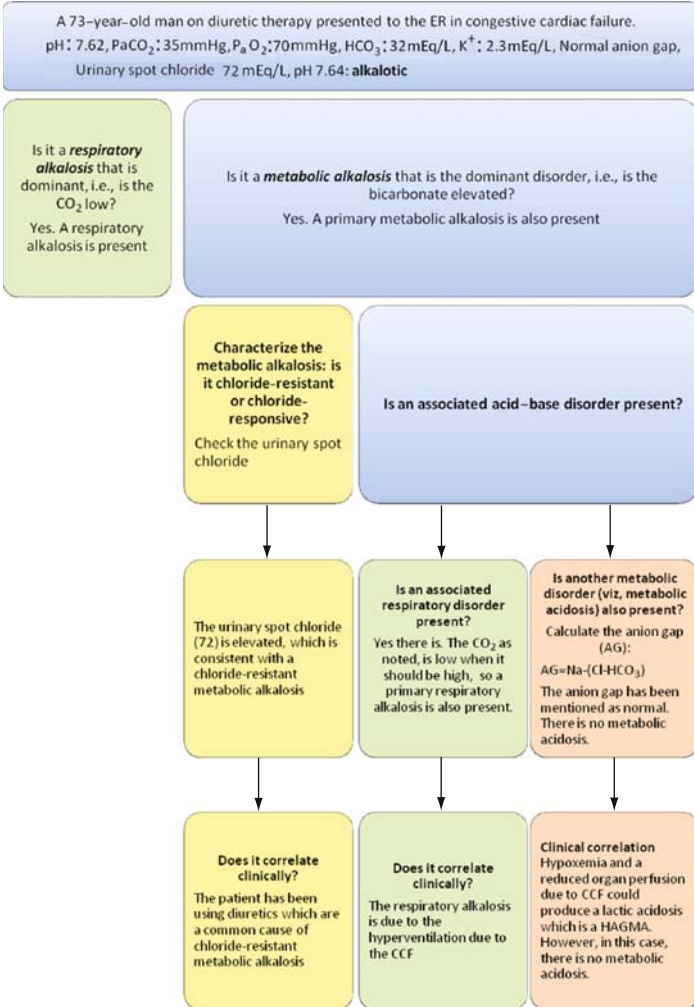 A 73–year–old man on diuretic therapy presented to the ER in congestive cardiac failure.
pH: 7.62, PaCO2: 35mmHg, PaO2:70mmHg, HCO3: 32mEq/L, K+: 2.3mEq/L, Normal anion gap,
Urinary spot chloride 72 mEq/L, pH 7.64: alkalotic
Is it a respiratory
alkalosis that is
dominant, i.e., is the
CO2 low?
Yes. A respiratory
alkalosis is present
Is it a metabolic alkalosis that is the dominant disorder, i.e., is the
bicarbonate elevated?
Yes. A primary metabolic alkalosis is also present
Characterize the
metabolic alkalosis: is
it chloride-resistant
or chloride-
responsive?
Check the urinary spot
chloride
Is an associated acid–base disorder present?
The urinary spot chloride
(72) is elevated, which is
consistent with a
chloride-resistant
metabolic alkalosis
Is an associated
respiratory disorder
present?
Yes there is. The CO2 as
noted, is low when it
should be high, so a
primary respiratory
alkalosis is also present.
Is another metabolic
disorder (viz, metabolic
acidosis) also present?
Calculate the anion gap
(AG):
AG=Na-(Cl-HCO3)
The anion gap has been
mentioned as normal.
There is no metabolic
acidosis.
Does it correlate
clinically?
The patient has been
using diuretics which are
a common cause of
chloride-resistant
metabolic alkalosis
Does it correlate
clinically?
The respiratory alkalosis
is due to the
hyperventilation due to
the CCF
Clinical correlation
Hypoxemia and a
reduced organ perfusion
due to CCF could
produce a lactic acidosis
which is a HAGMA.
However, in this case,
there is no metabolic
acidosis.